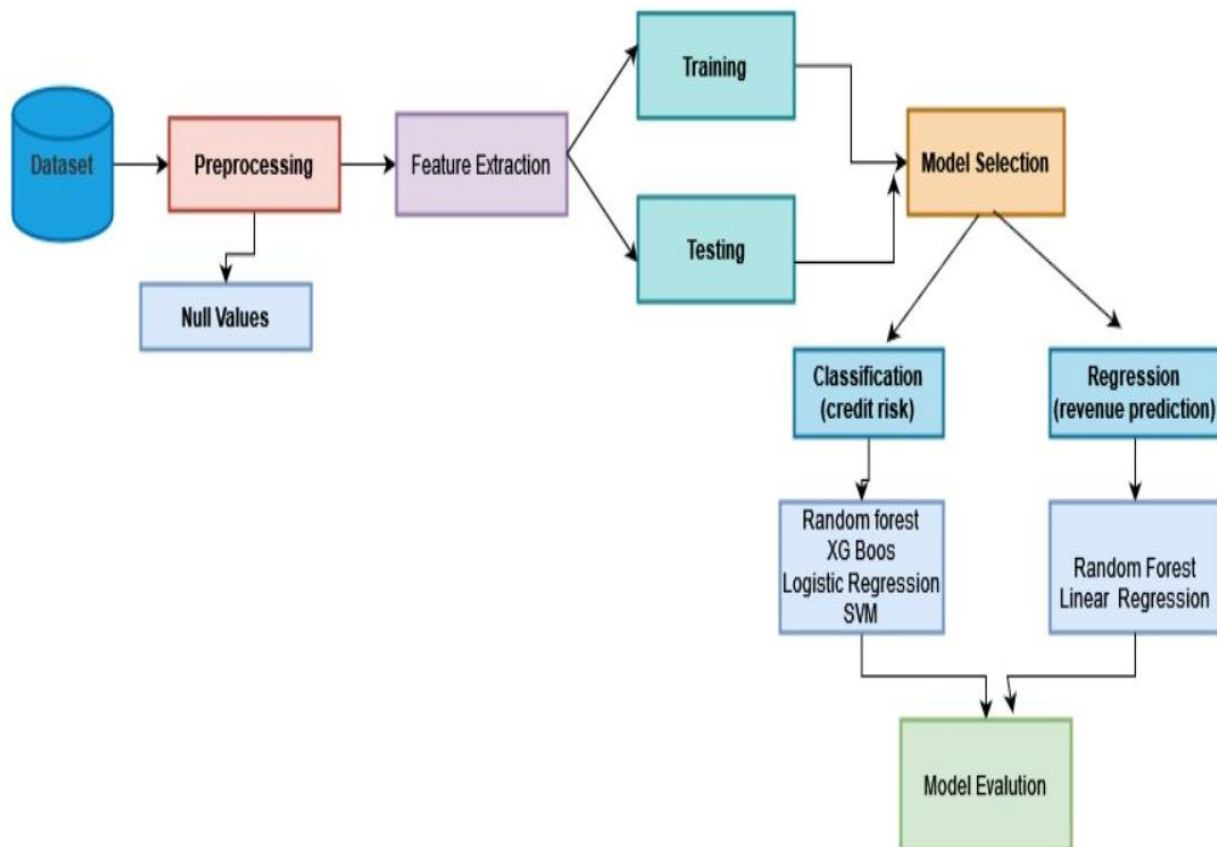 Dataset
Preprocessing
Null Values
Feature Extraction
Training
Testing
Model Selection
Classification
(credit risk)
Regression
(revenue prediction)
Random forest
XG Boos
Logistic Regression
SVM
Random Forest
Linear Regression
Model Evalution